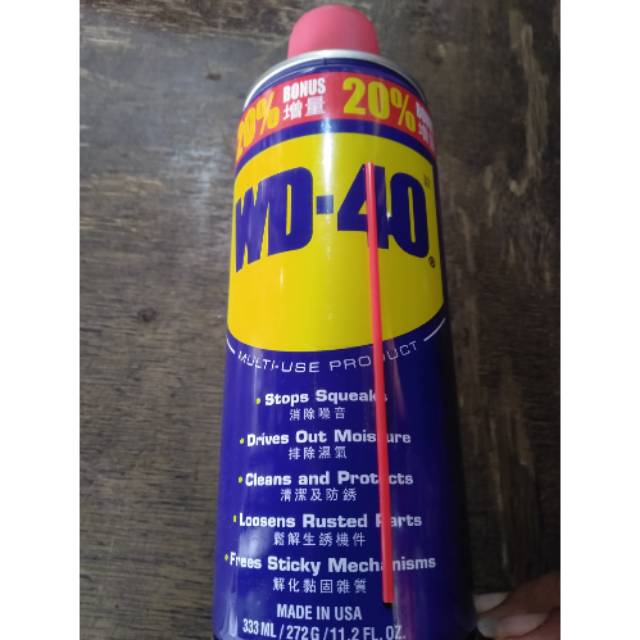 20% BONUS 增量 20%
WD-40®
MULTI-USE PRODUCT
• Stops Squeaks
消除噪音
• Drives Out Moisture
排除濕氣
• Cleans and Protects
清潔及防銹
• Loosens Rusted Parts
鬆解生銹機件
• Frees Sticky Mechanisms
解化黏固雜質
MADE IN USA
333 ML / 272 G / 11.2 FL. OZ.